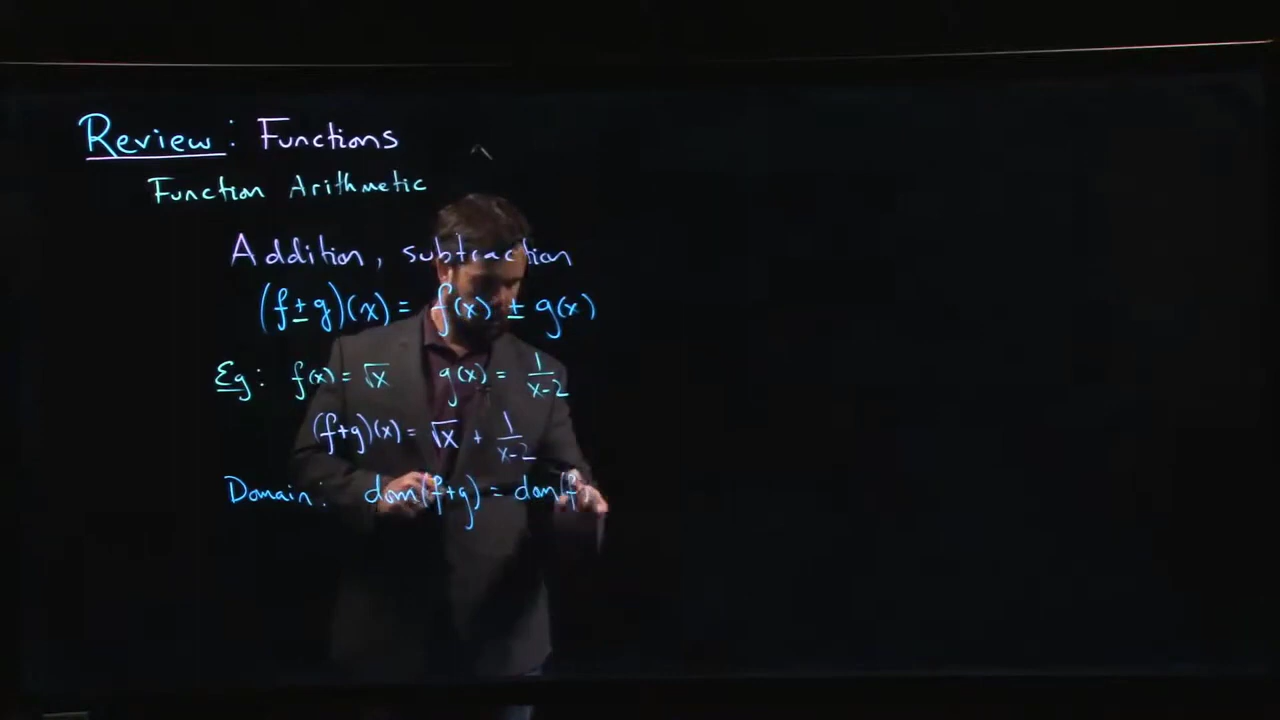 Review: Functions
Function Arithmetic
Addition, subtraction
(f±g)(x) = f(x) ± g(x)
Eg: f(x) = √x g(x) = 1/(x-2)
(f+g)(x) = √x + 1/(x-2)
Domain: dom(f+g) = dom(f)